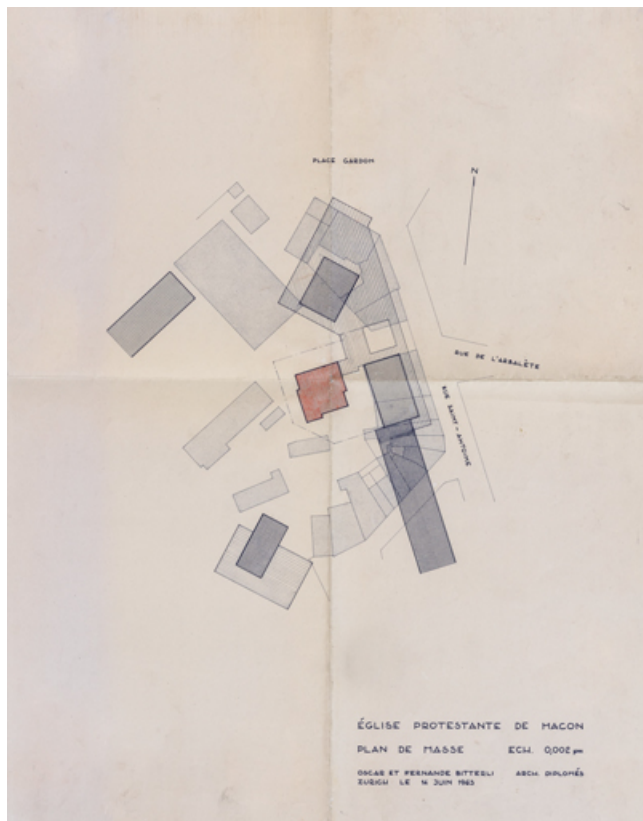 PLACE GARDON
N
RUE DE L'ARBALÈTE
RUE SAINT-ANTOINE
ÉGLISE PROTESTANTE DE MACON
PLAN DE MASSE ECH. 0,002 pm
OSCAR ET FERNANDE BITTERLI ARCH. DIPLOMÉS
ZURICH LE 14 JUIN 1963